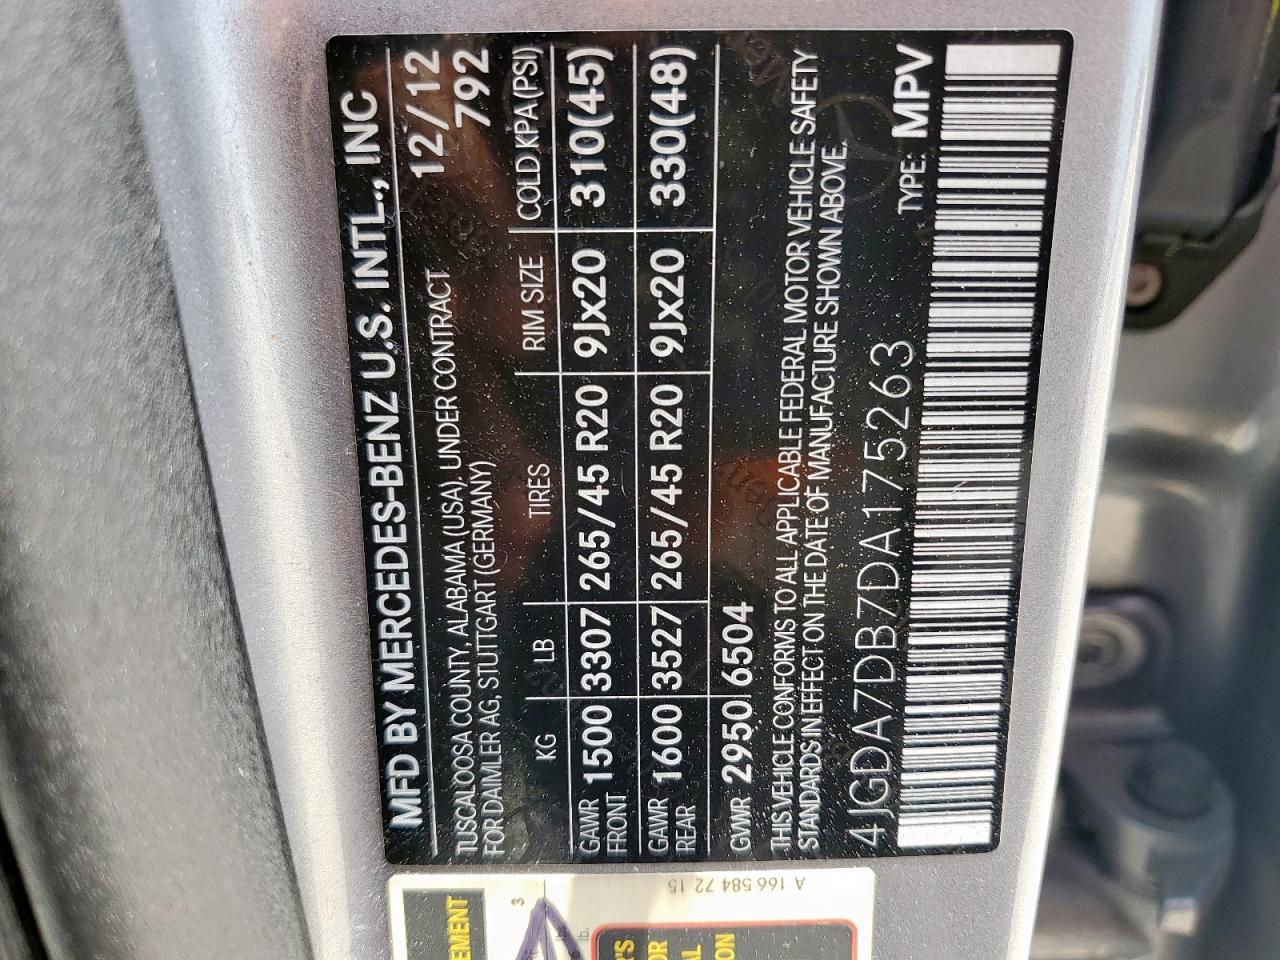 MFD BY MERCEDES-BENZ U.S. INTL., INC
TUSCALOOSA COUNTY, ALABAMA (USA), UNDER CONTRACT 12/12
FOR DAIMLER AG, STUTTGART (GERMANY) 792
KG LB TIRES RIM SIZE COLD KPA(PSI)
GAWR FRONT 1500 3307 265/45 R20 9Jx20 310(45)
GAWR REAR 1600 3527 265/45 R20 9Jx20 330(48)
GVWR 2950 6504
THIS VEHICLE CONFORMS TO ALL APPLICABLE FEDERAL MOTOR VEHICLE SAFETY
STANDARDS IN EFFECT ON THE DATE OF MANUFACTURE SHOWN ABOVE.
4JGDA7DB7DA175263 TYPE: MPV
A 166 584 72 15
EMENT
3